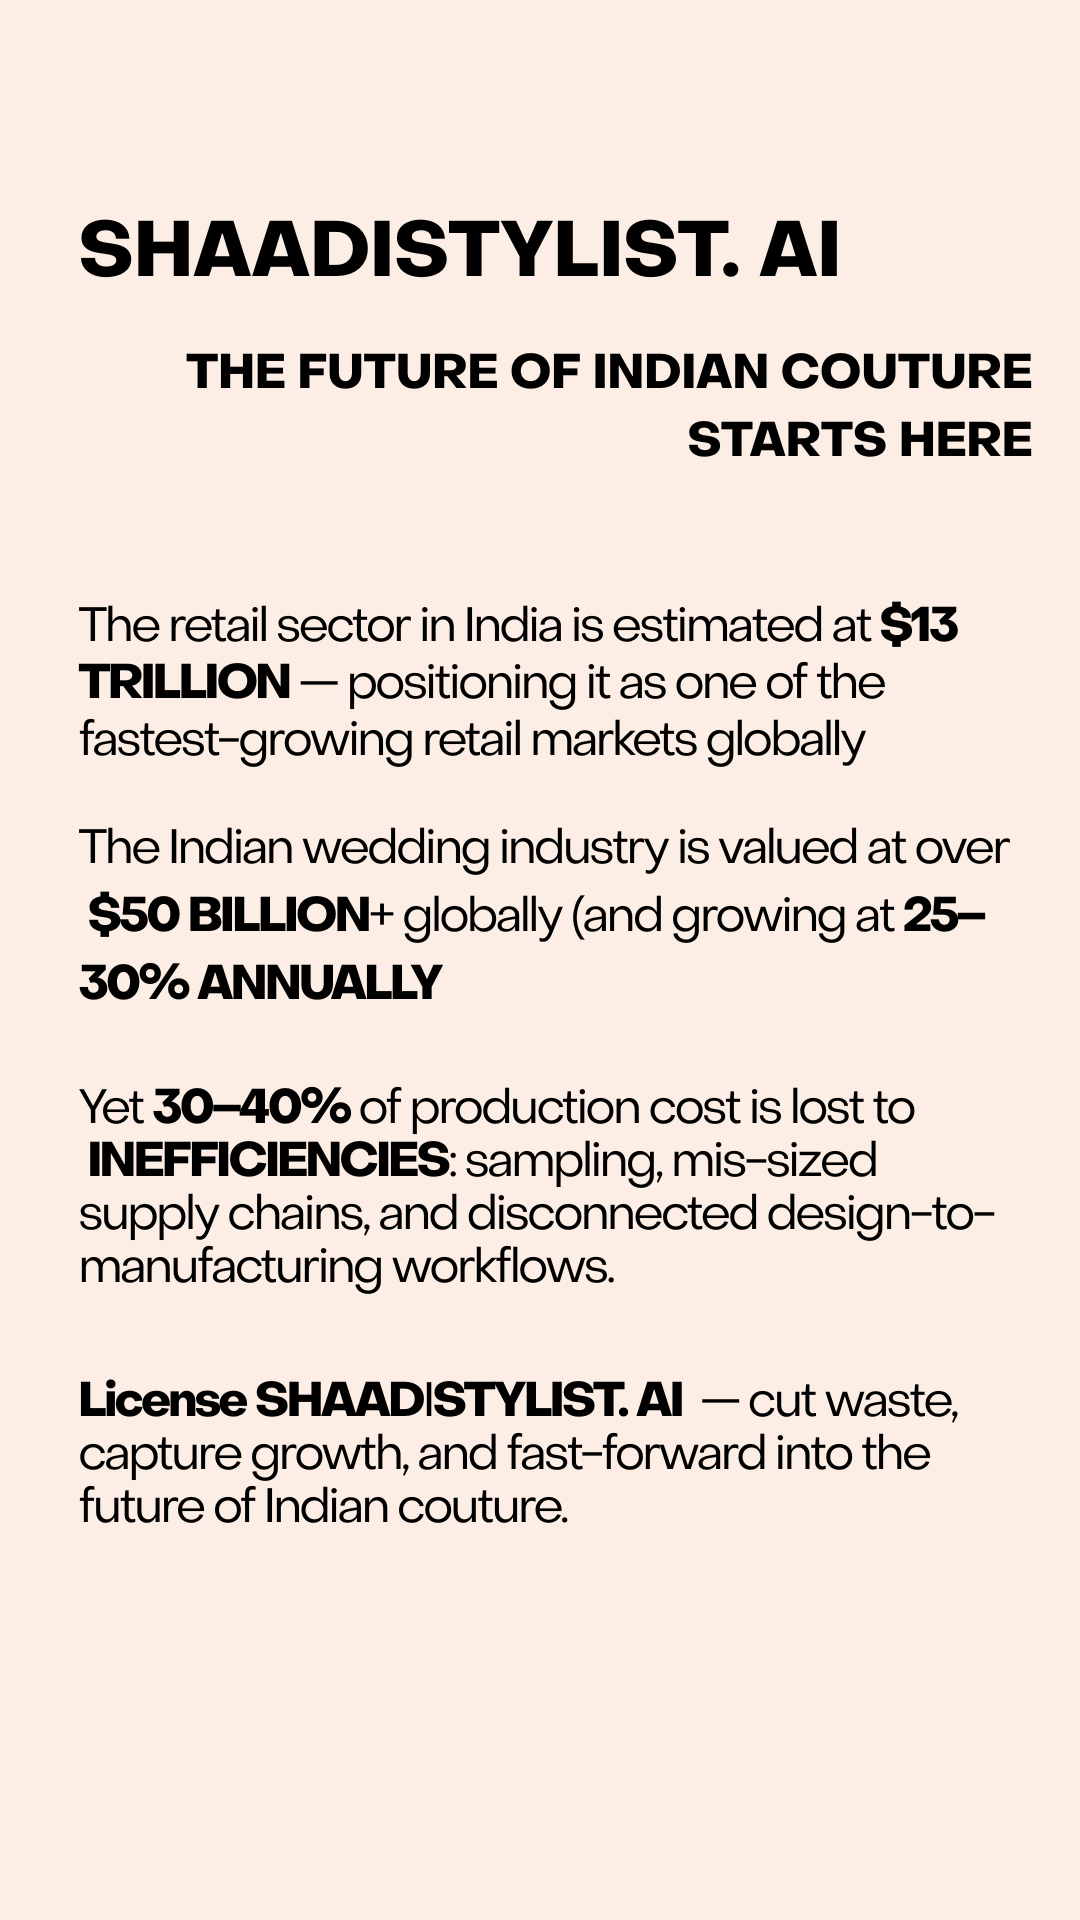 SHAADISTYLIST. AI
THE FUTURE OF INDIAN COUTURE
STARTS HERE
The retail sector in India is estimated at $13
TRILLION — positioning it as one of the
fastest-growing retail markets globally
The Indian wedding industry is valued at over
$50 BILLION+ globally (and growing at 25–
30% ANNUALLY
Yet 30–40% of production cost is lost to
INEFFICIENCIES: sampling, mis-sized
supply chains, and disconnected design-to-
manufacturing workflows.
License SHAADISTYLIST. AI — cut waste,
capture growth, and fast-forward into the
future of Indian couture.